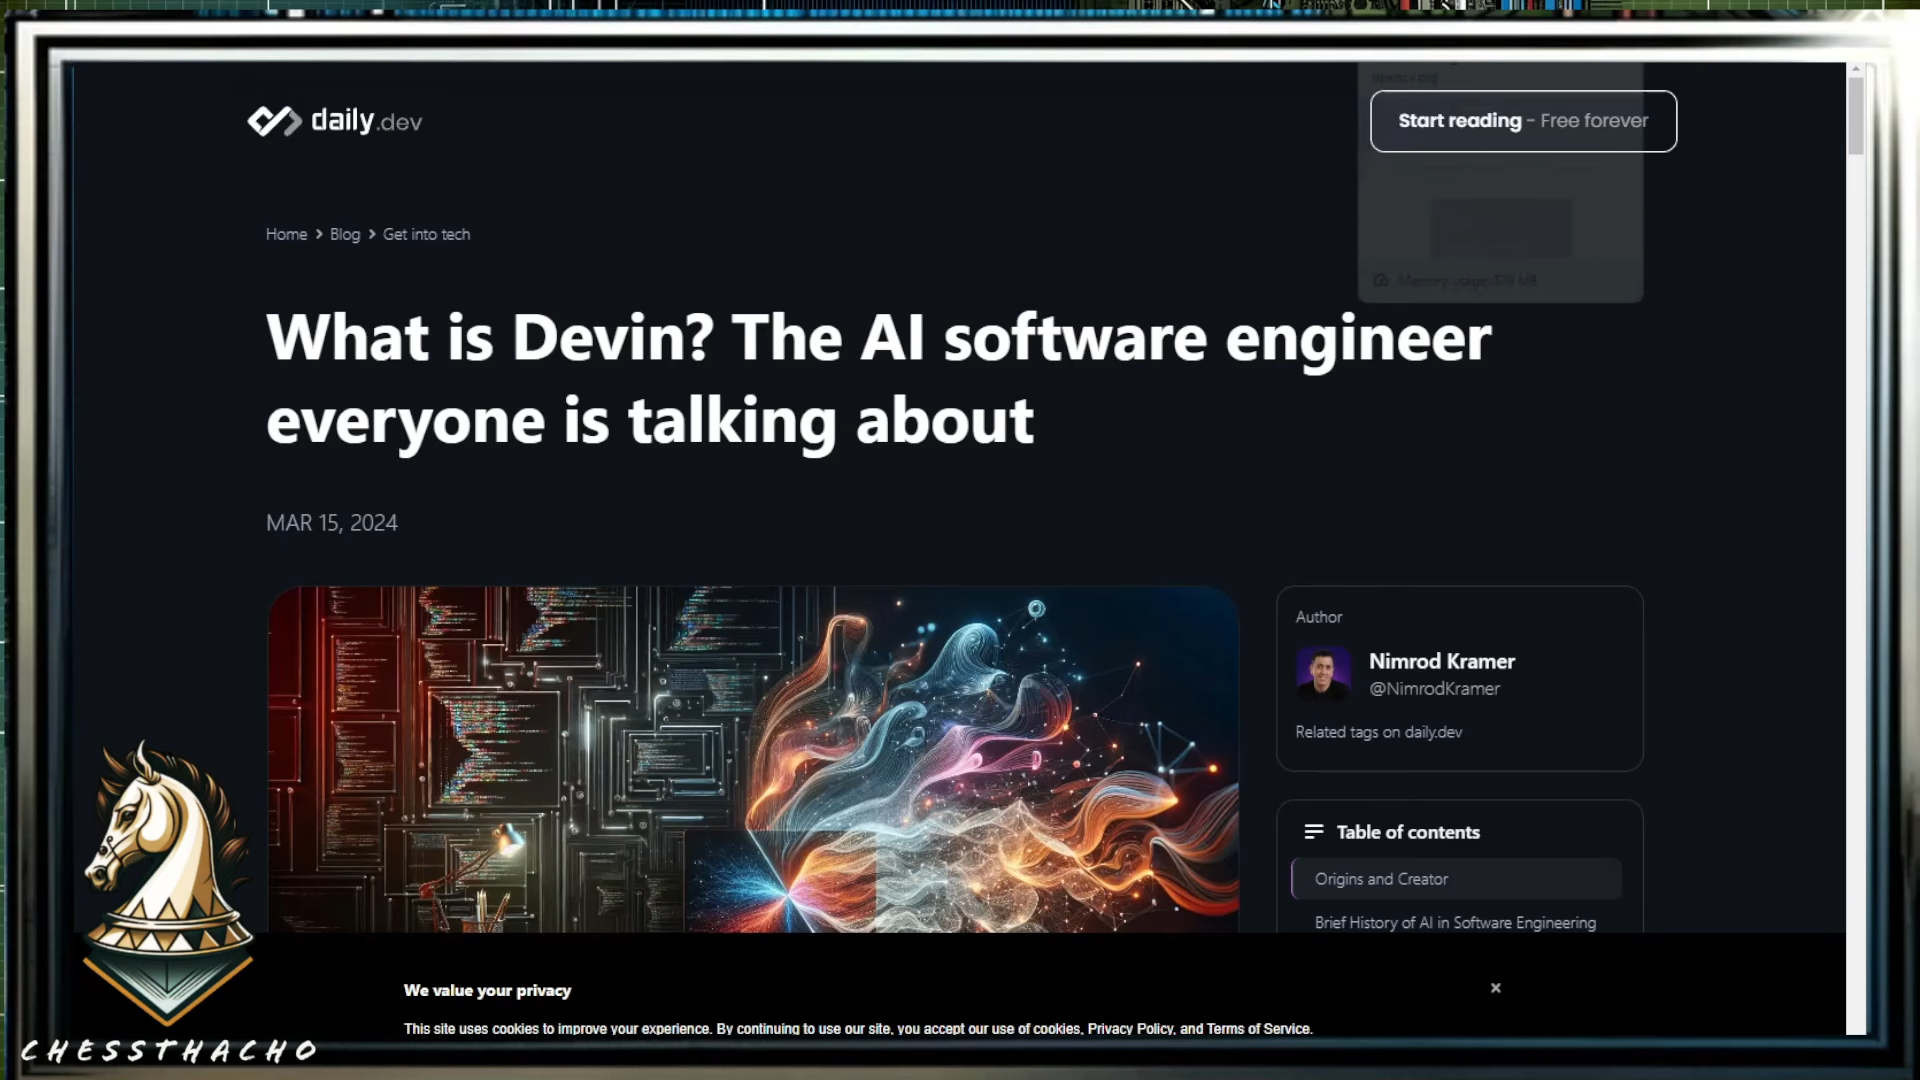 daily.dev
Start reading - Free forever
Memory usage: 379 MB
Home > Blog > Get into tech
What is Devin? The AI software engineer
everyone is talking about
MAR 15, 2024
Author
Nimrod Kramer
@NimrodKramer
Related tags on daily.dev
Table of contents
Origins and Creator
Brief History of AI in Software Engineering
We value your privacy
×
This site uses cookies to improve your experience. By continuing to use our site, you accept our use of cookies, Privacy Policy, and Terms of Service.
CHESSTHACHO